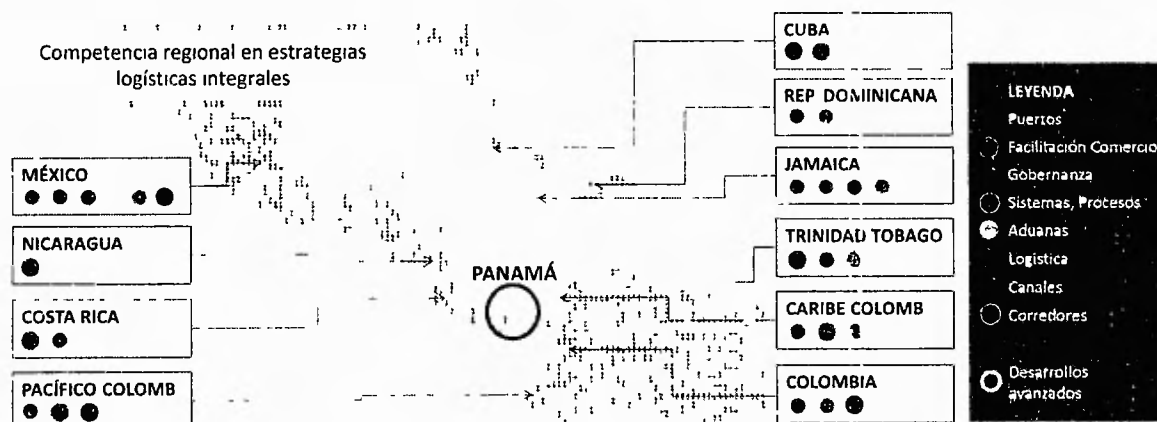 Competencia regional en estrategias
logísticas integrales
MÉXICO
NICARAGUA
COSTA RICA
PACÍFICO COLOMB
PANAMÁ
CUBA
REP DOMINICANA
JAMAICA
TRINIDAD TOBAGO
CARIBE COLOMB
COLOMBIA
LEYENDA
Puertos
Facilitación Comercio
Gobernanza
Sistemas, Procesos
Aduanas
Logistica
Canales
Corredores
Desarrollos
avanzados